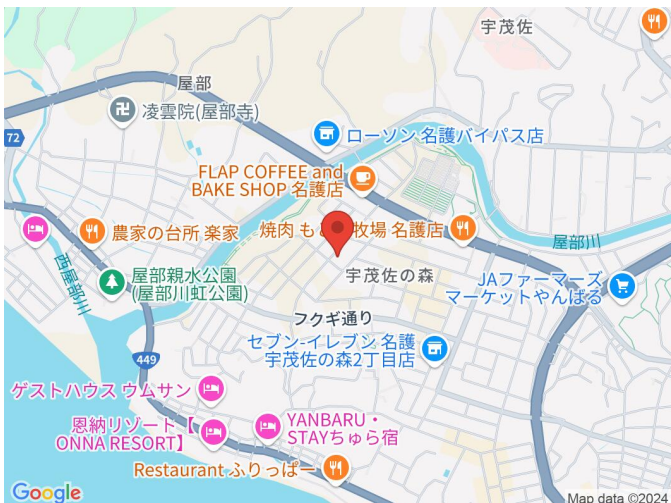 宇茂佐
屋部
凌雲院(屋部寺)
72
ローソン 名護バイパス店
FLAP COFFEE and
BAKE SHOP 名護店
農家の台所 楽家
焼肉 もと
牧場 名護店
屋部川
西屋部川
屋部親水公園
(屋部川虹公園)
宇茂佐の森
JAファーマーズ
マーケットやんばる
フクギ通り
セブン-イレブン 名護
宇茂佐の森2丁目店
449
ゲストハウス ウムサン
恩納リゾート【
ONNA RESORT】
YANBARU・
STAYちゅら宿
Restaurant ふりっぱー
Google
Map data ©2024